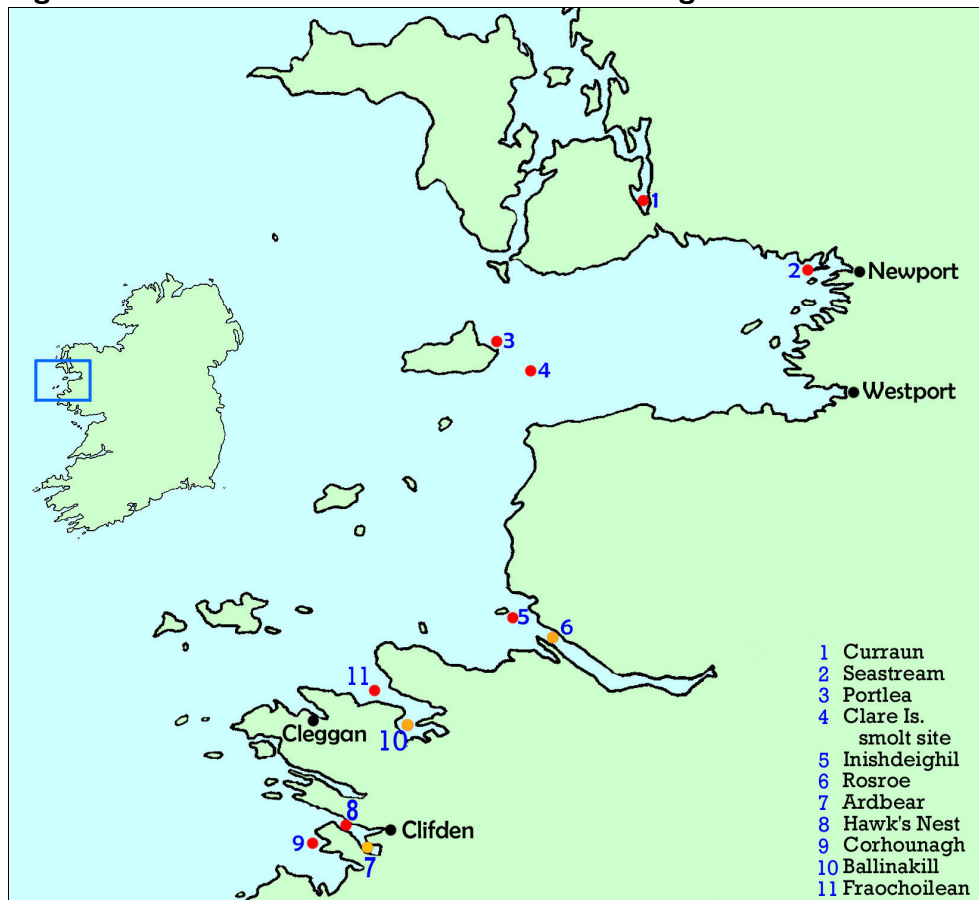 1
2
Newport
3
4
Westport
5
6
11
Cleggan
10
8
Clifden
9
7
1 Curraun
2 Seastream
3 Portlea
4 Clare Is.
smolt site
5 Inishdeighil
6 Rosroe
7 Ardbear
8 Hawk's Nest
9 Corhounagh
10 Ballinakill
11 Fraochoilean